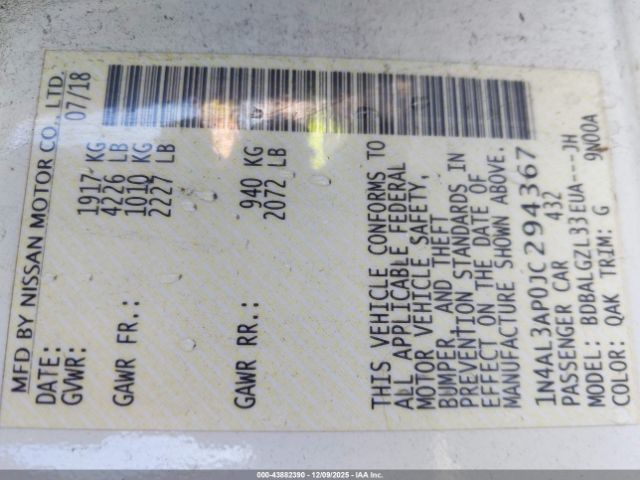 MFD BY NISSAN MOTOR CO., LTD.
DATE: 07/18
GVWR: 1917 KG
4226 LB
GAWR FR.: 1010 KG
2227 LB
GAWR RR.: 940 KG
2072 LB
THIS VEHICLE CONFORMS TO
ALL APPLICABLE FEDERAL
MOTOR VEHICLE SAFETY,
BUMPER AND THEFT
PREVENTION STANDARDS IN
EFFECT ON THE DATE OF
MANUFACTURE SHOWN ABOVE.
1N4AL3AP0JC294367
PASSENGER CAR 432
MODEL: BDBALGZL33EUA---JH
COLOR: QAK TRIM: G 9N00A
000-43882390 - 12/09/2025 - IAA Inc.